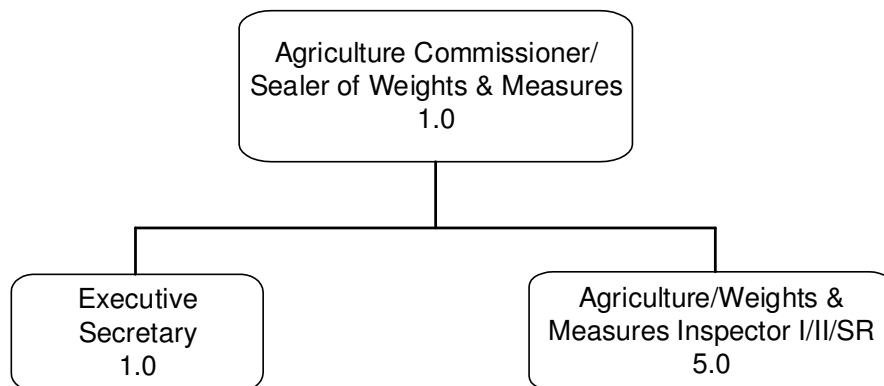 Agriculture Commissioner/
Sealer of Weights & Measures
1.0
Executive
Secretary
1.0
Agriculture/Weights &
Measures Inspector I/II/SR
5.0